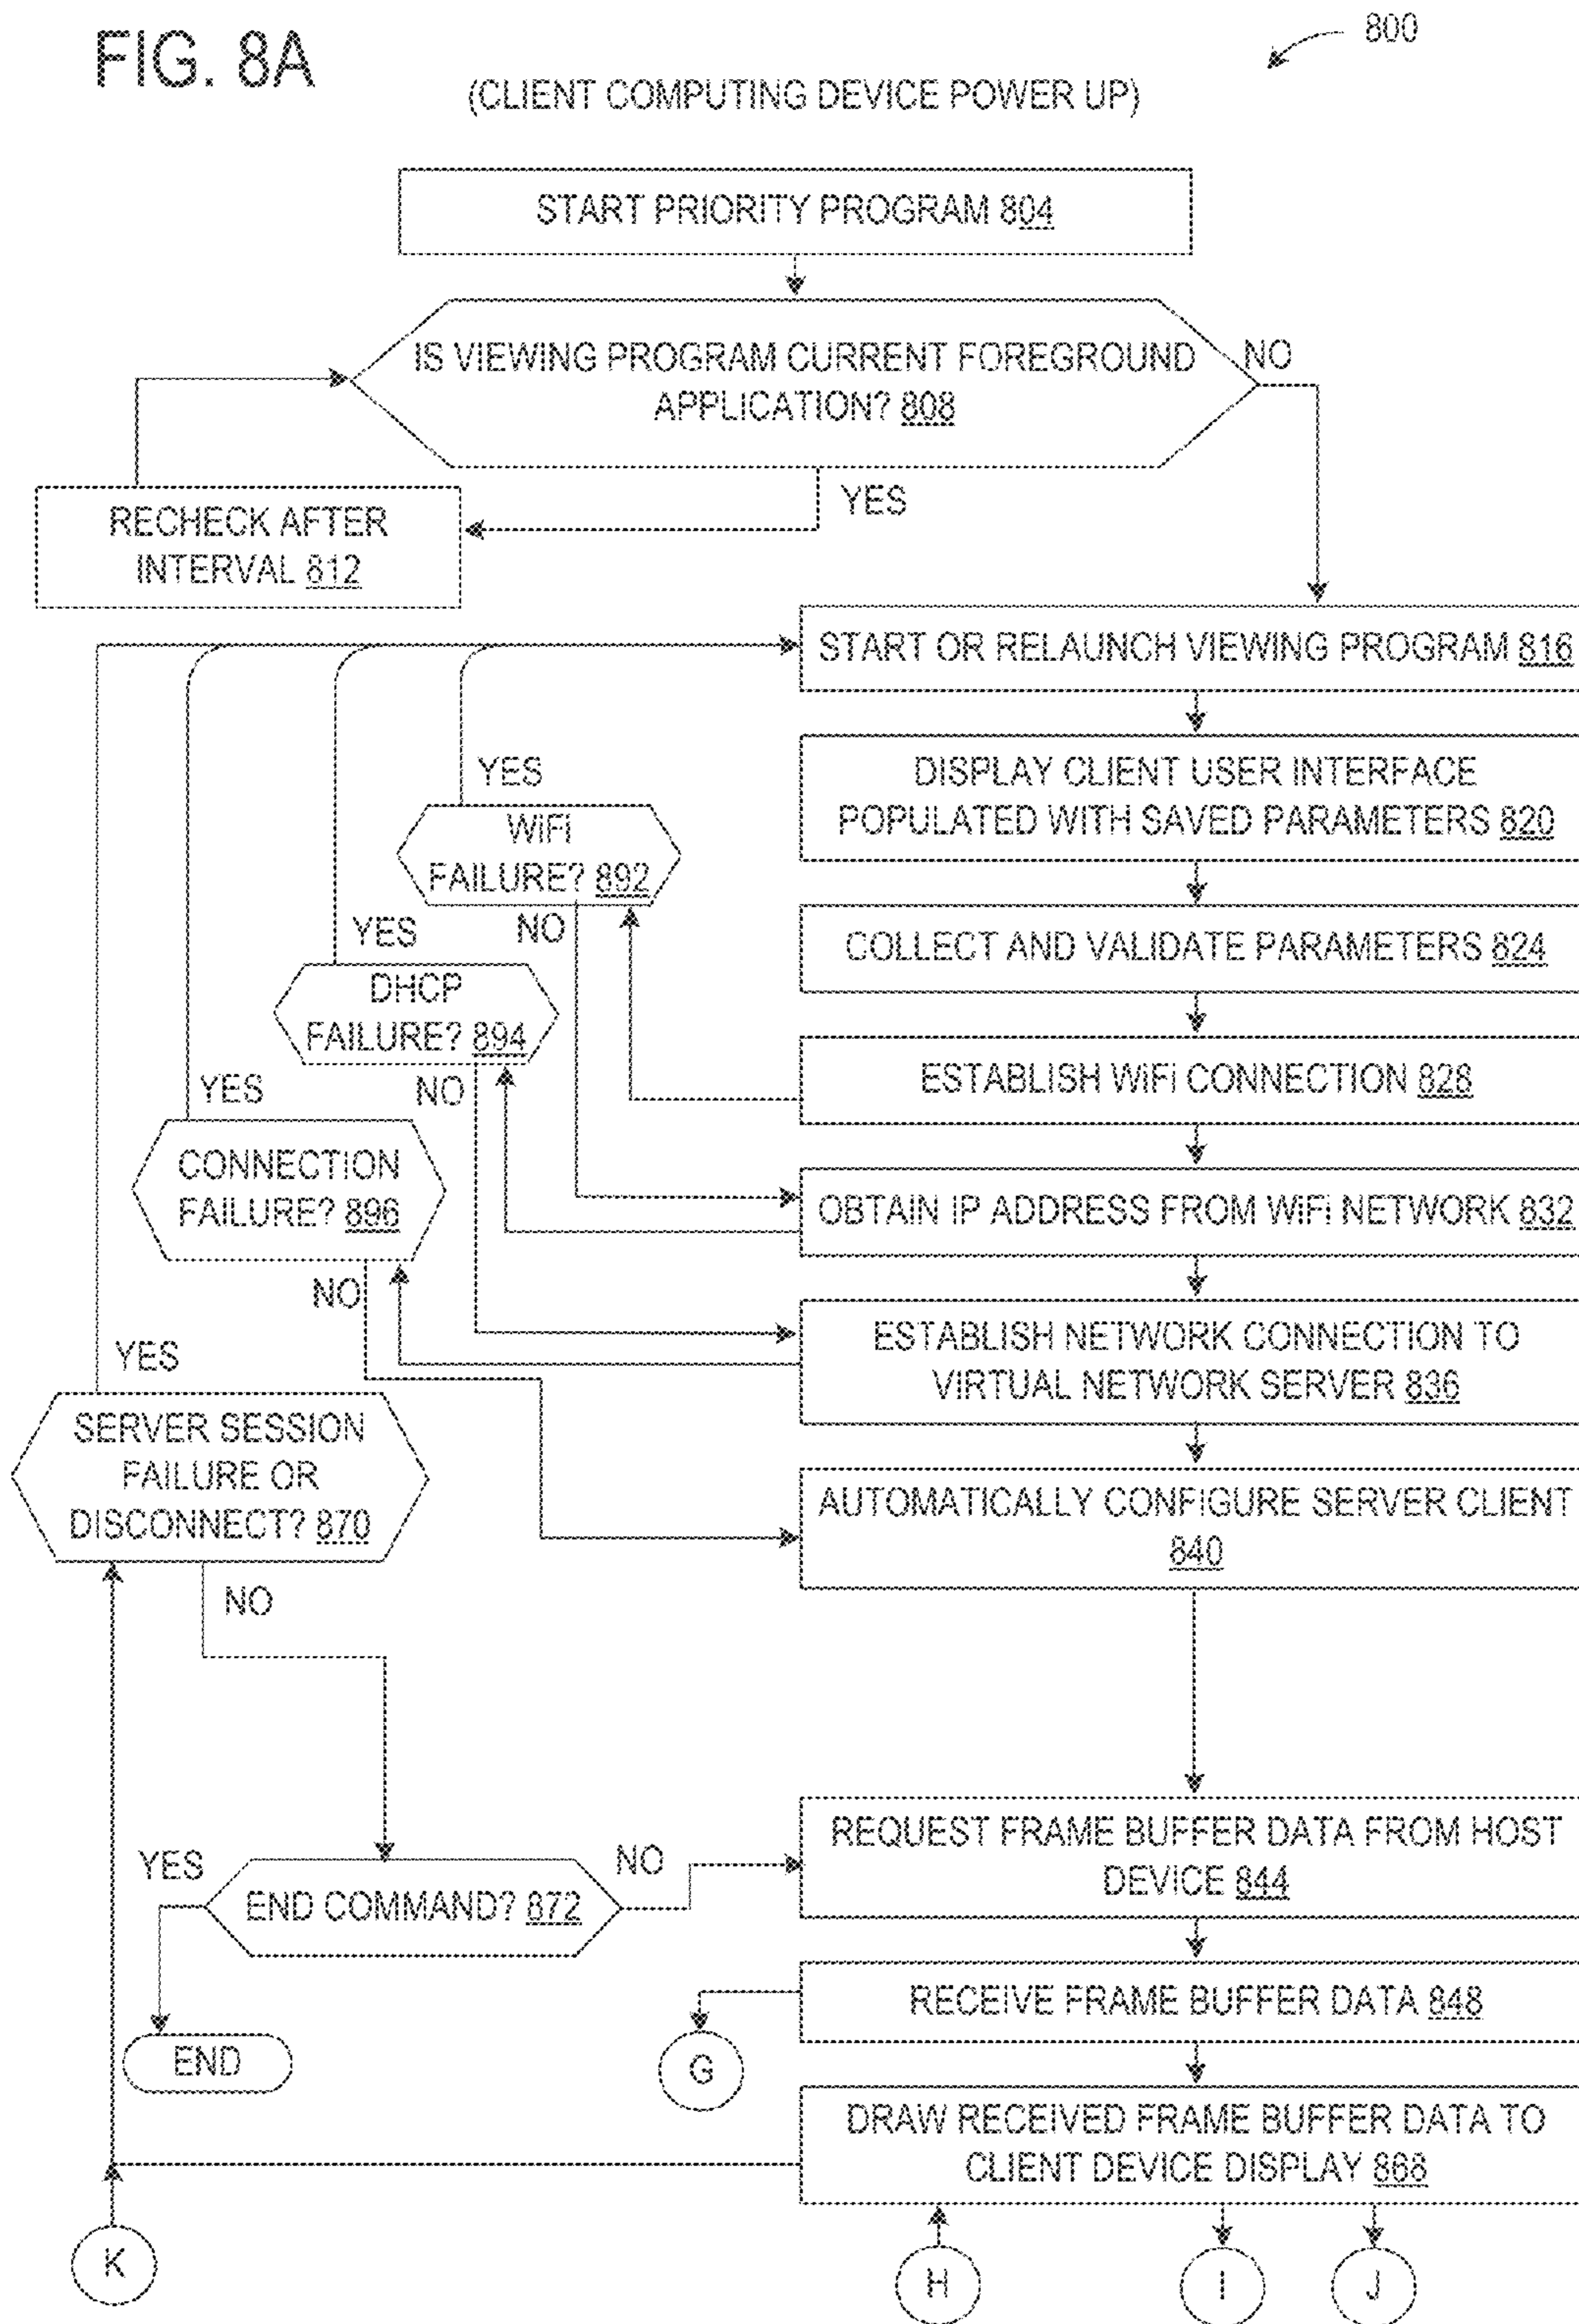 FIG. 8A
800
(CLIENT COMPUTING DEVICE POWER UP)
START PRIORITY PROGRAM 804
IS VIEWING PROGRAM CURRENT FOREGROUND
APPLICATION? 808
NO
YES
RECHECK AFTER
INTERVAL 812
START OR RELAUNCH VIEWING PROGRAM 816
DISPLAY CLIENT USER INTERFACE
POPULATED WITH SAVED PARAMETERS 820
YES
WiFi
FAILURE? 892
NO
COLLECT AND VALIDATE PARAMETERS 824
YES
DHCP
FAILURE? 894
NO
ESTABLISH WiFi CONNECTION 828
YES
CONNECTION
FAILURE? 896
NO
OBTAIN IP ADDRESS FROM WiFi NETWORK 832
ESTABLISH NETWORK CONNECTION TO
VIRTUAL NETWORK SERVER 836
YES
SERVER SESSION
FAILURE OR
DISCONNECT? 870
NO
AUTOMATICALLY CONFIGURE SERVER CLIENT
840
REQUEST FRAME BUFFER DATA FROM HOST
DEVICE 844
YES
END COMMAND? 872
NO
RECEIVE FRAME BUFFER DATA 848
END
G
DRAW RECEIVED FRAME BUFFER DATA TO
CLIENT DEVICE DISPLAY 868
K
H
I
J